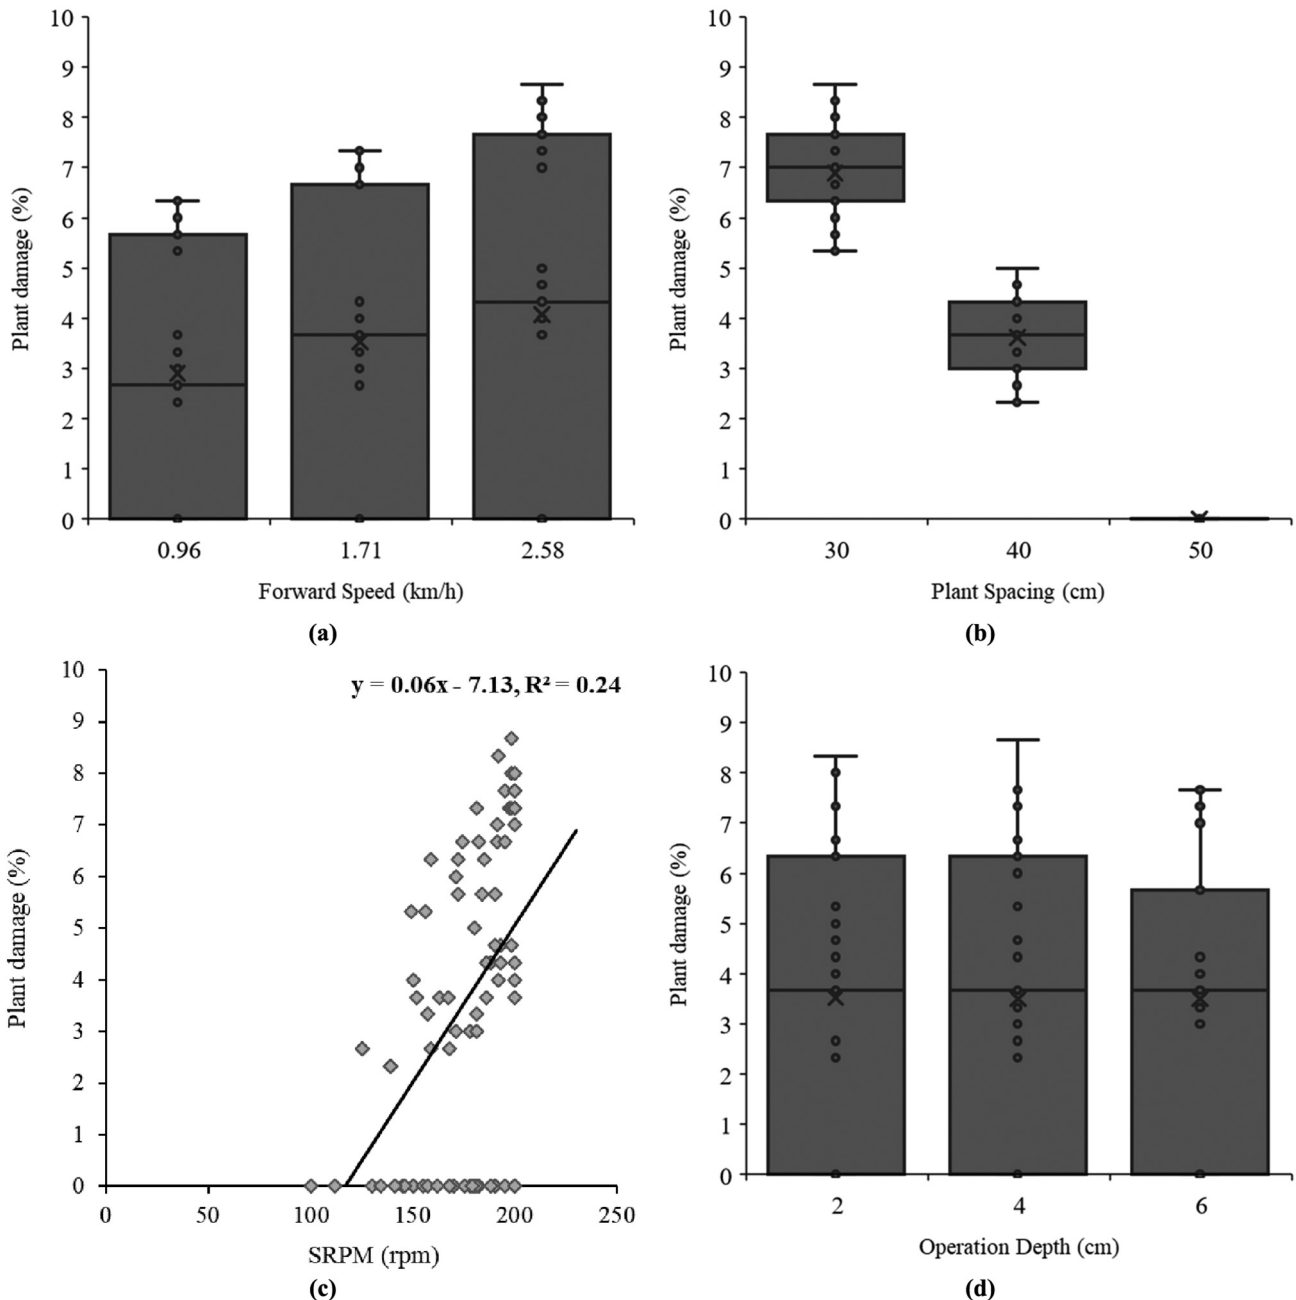 10
9
8
7
6
5
4
3
2
1
0
Plant damage (%)
0.96 1.71 2.58
Forward Speed (km/h)
(a)
10
9
8
7
6
5
4
3
2
1
0
Plant damage (%)
30 40 50
Plant Spacing (cm)
(b)
y = 0.06x - 7.13, R² = 0.24
10
9
8
7
6
5
4
3
2
1
0
Plant damage (%)
0 50 100 150 200 250
SRPM (rpm)
(c)
10
9
8
7
6
5
4
3
2
1
0
Plant damage (%)
2 4 6
Operation Depth (cm)
(d)